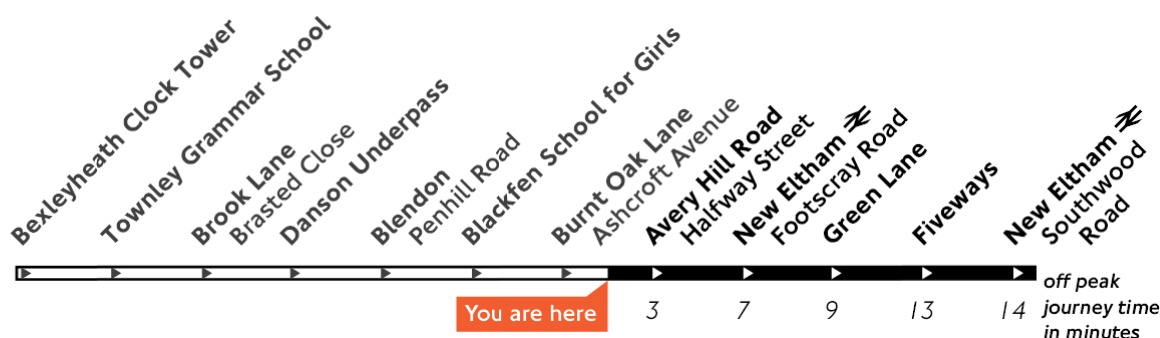 Bexleyheath Clock Tower
Townley Grammar School
Brook Lane
Brasted Close
Danson Underpass
Blendon
Penhill Road
Blackfen School for Girls
Burnt Oak Lane
Ashcroft Avenue
Avery Hill Road
Halfway Street
New Eltham
Footscray Road
Green Lane
Fiveways
New Eltham
Southwood
Road
You are here
3
7
9
13
14
off peak
journey time
in minutes